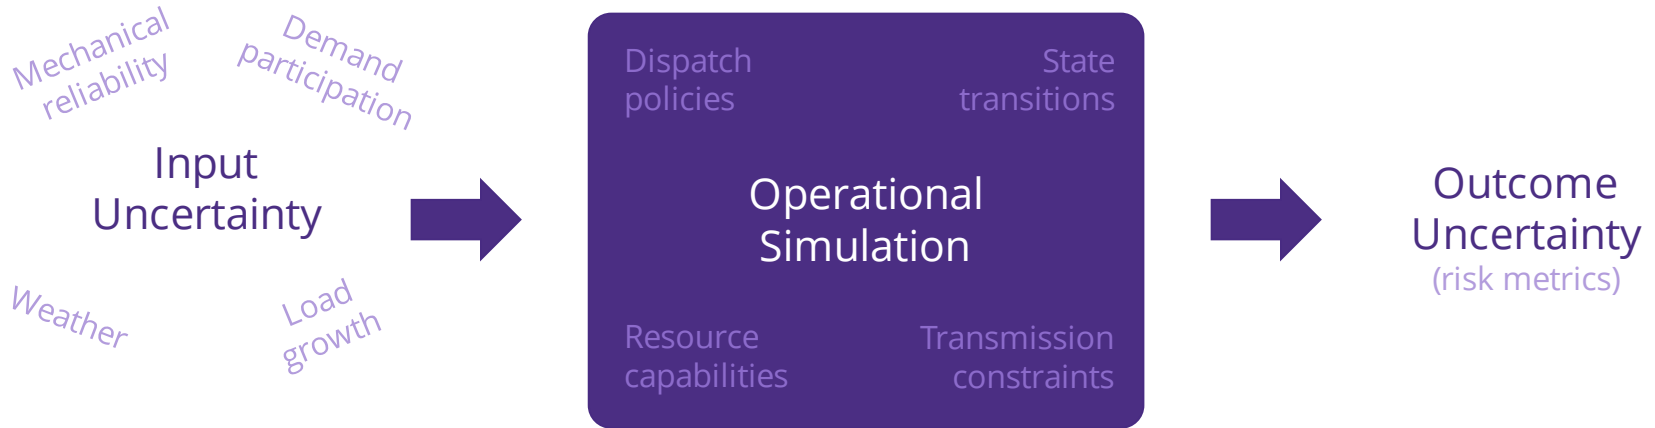 Mechanical
reliability
Demand
participation
Input
Uncertainty
Weather
Load
growth
Dispatch
policies
State
transitions
Operational
Simulation
Resource
capabilities
Transmission
constraints
Outcome
Uncertainty
(risk metrics)